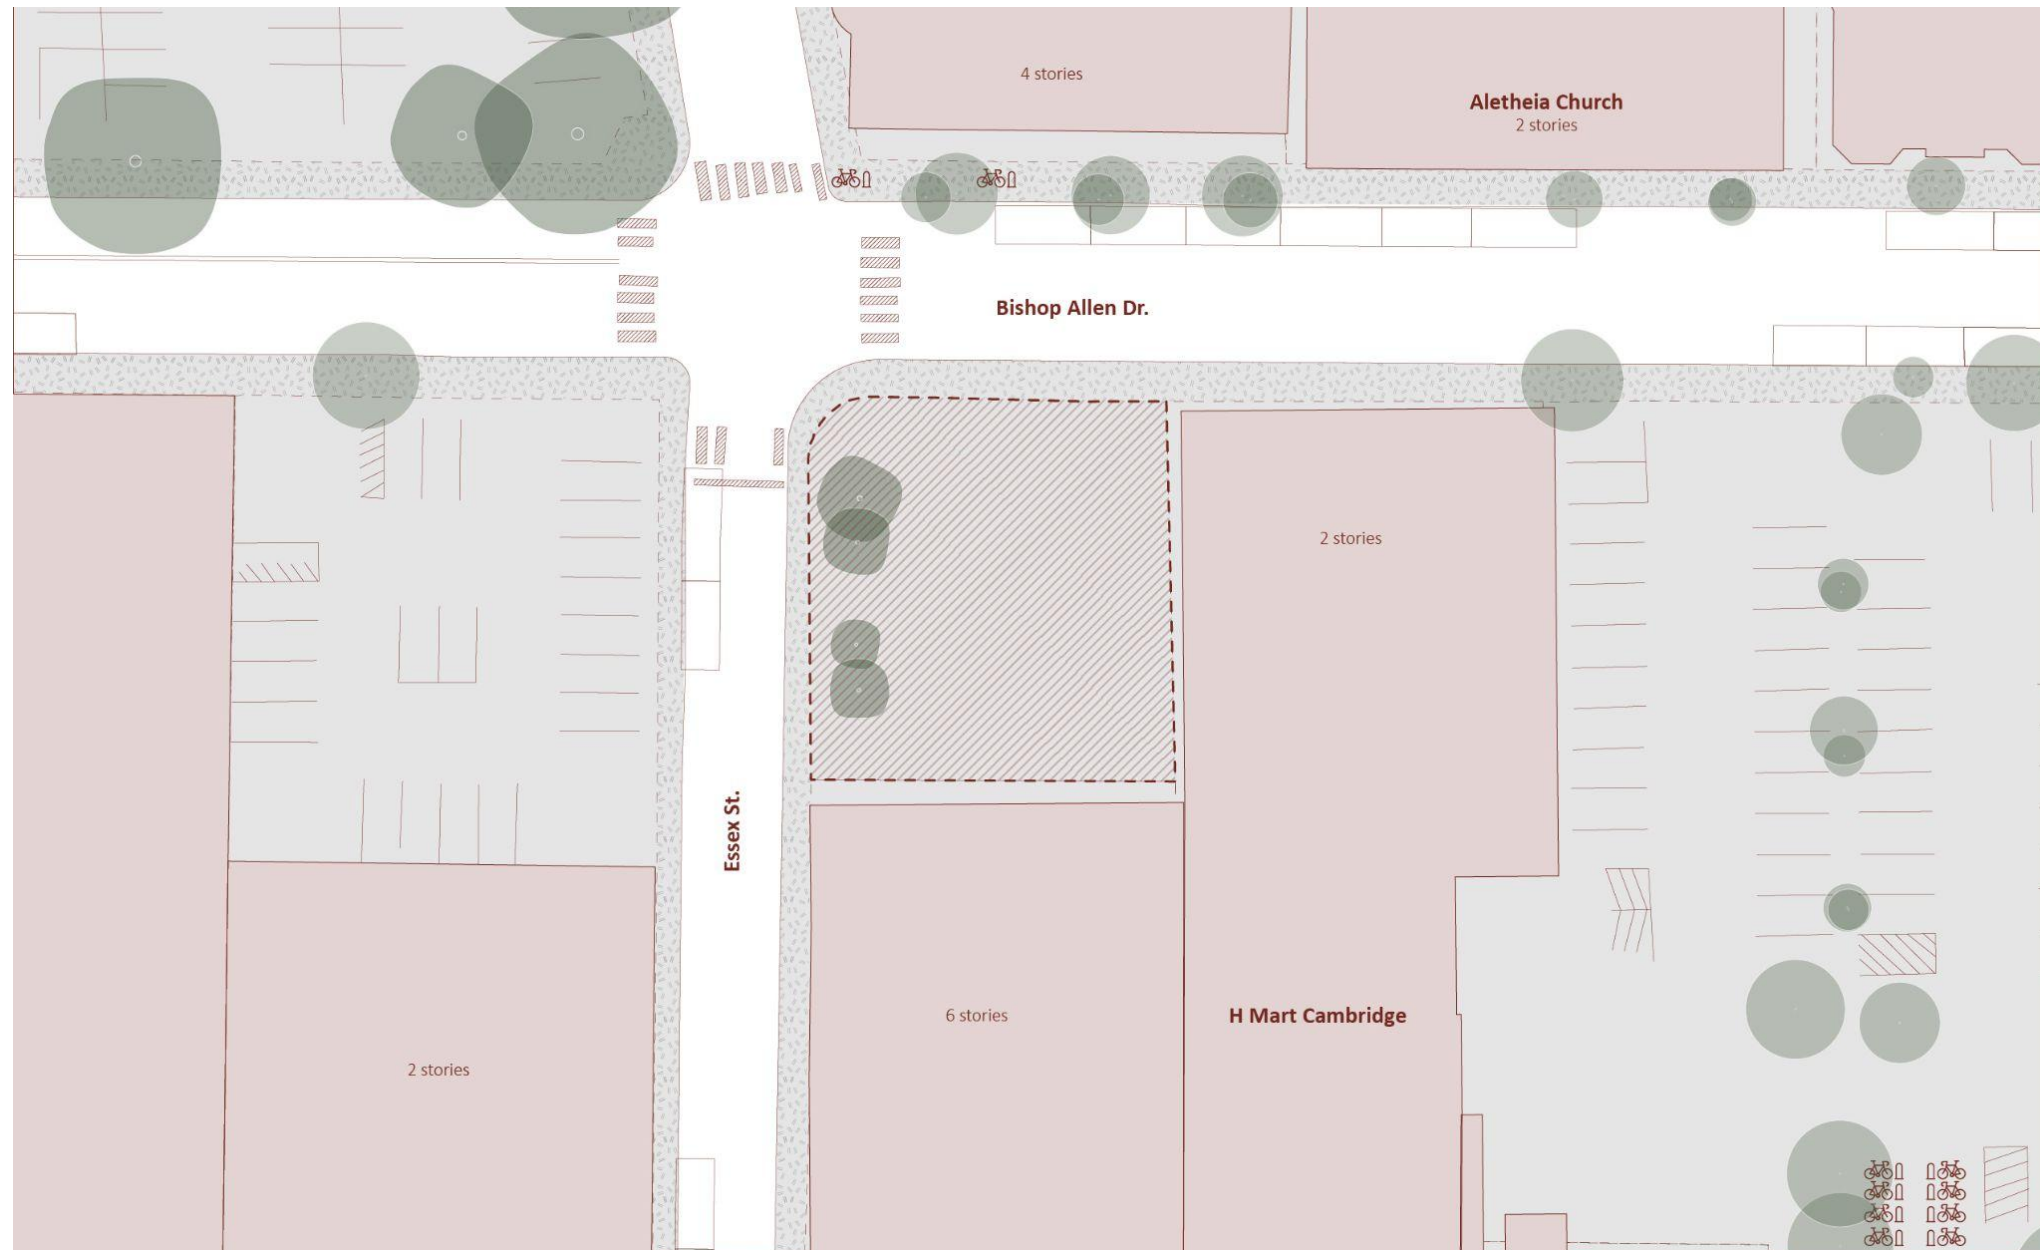 4 stories
Aletheia Church
2 stories
Bishop Allen Dr.
2 stories
Essex St.
6 stories
H Mart Cambridge
2 stories